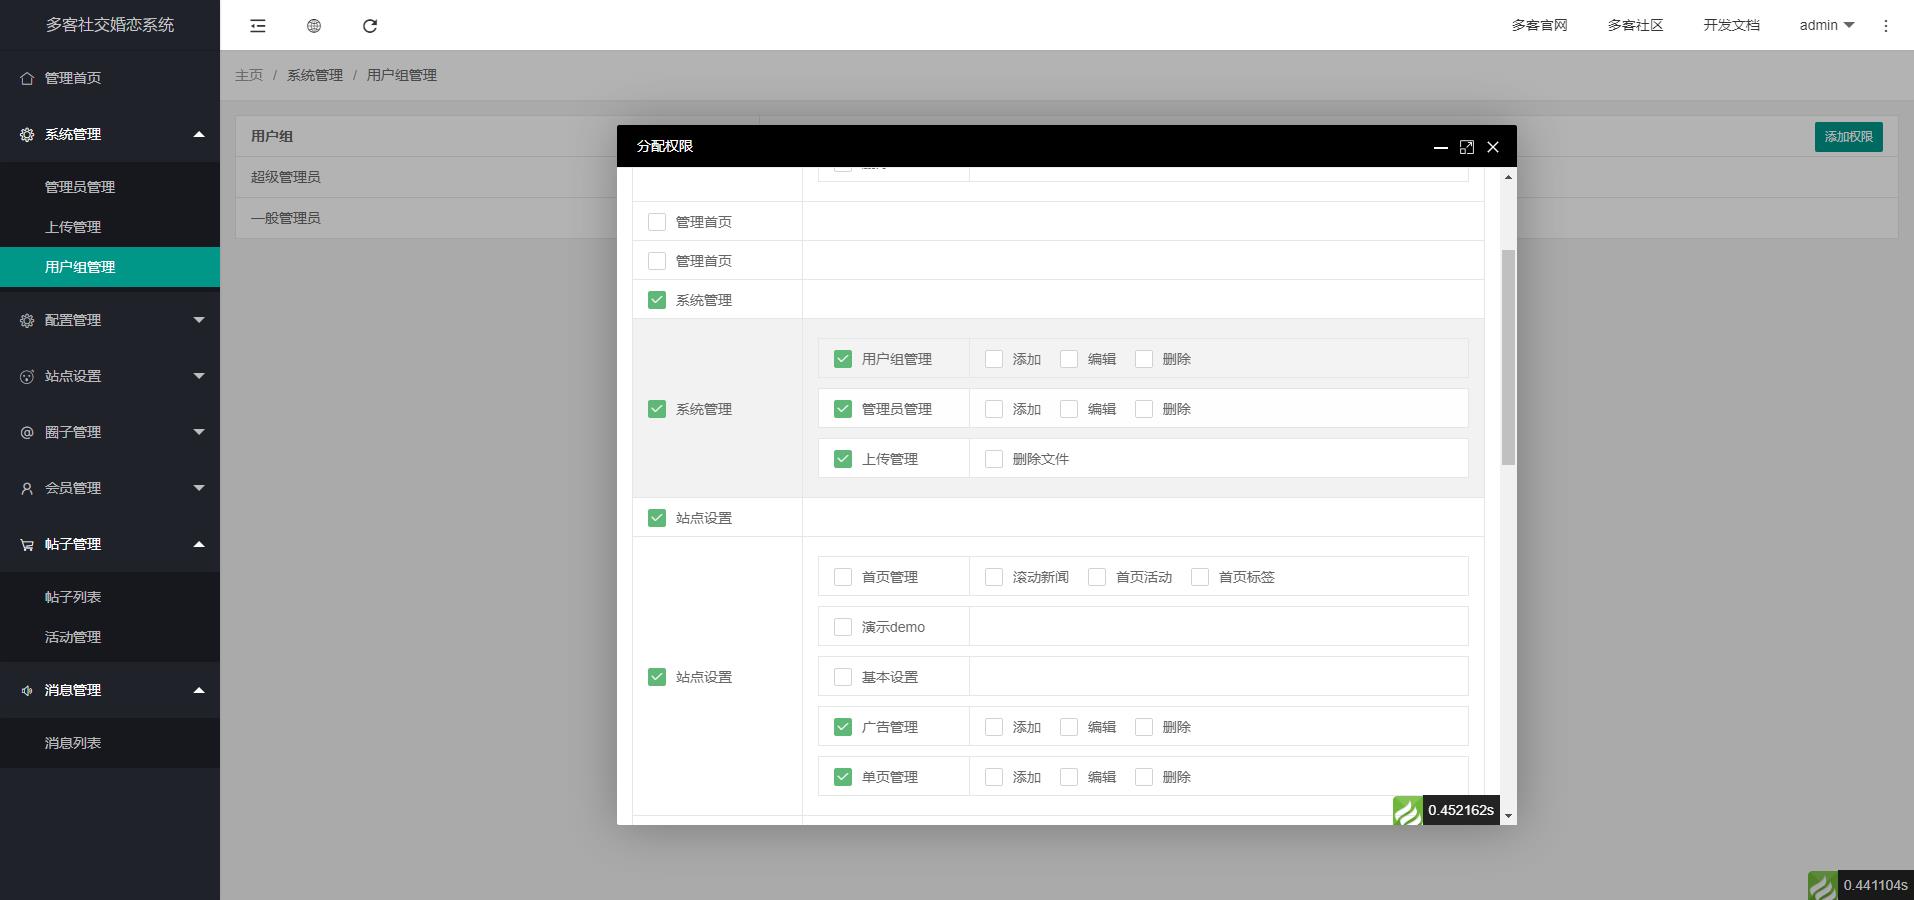 多客社交婚恋系统
多客官网 多客社区 开发文档 admin
管理首页
系统管理
管理员管理
上传管理
用户组管理
配置管理
站点设置
圈子管理
会员管理
帖子管理
帖子列表
活动管理
消息管理
消息列表
主页 / 系统管理 / 用户组管理
用户组
添加权限
超级管理员
一般管理员
分配权限
管理首页
管理首页
系统管理
系统管理
用户组管理 添加 编辑 删除
管理员管理 添加 编辑 删除
上传管理 删除文件
站点设置
站点设置
首页管理 滚动新闻 首页活动 首页标签
演示demo
基本设置
广告管理 添加 编辑 删除
单页管理 添加 编辑 删除
0.452162s
0.441104s